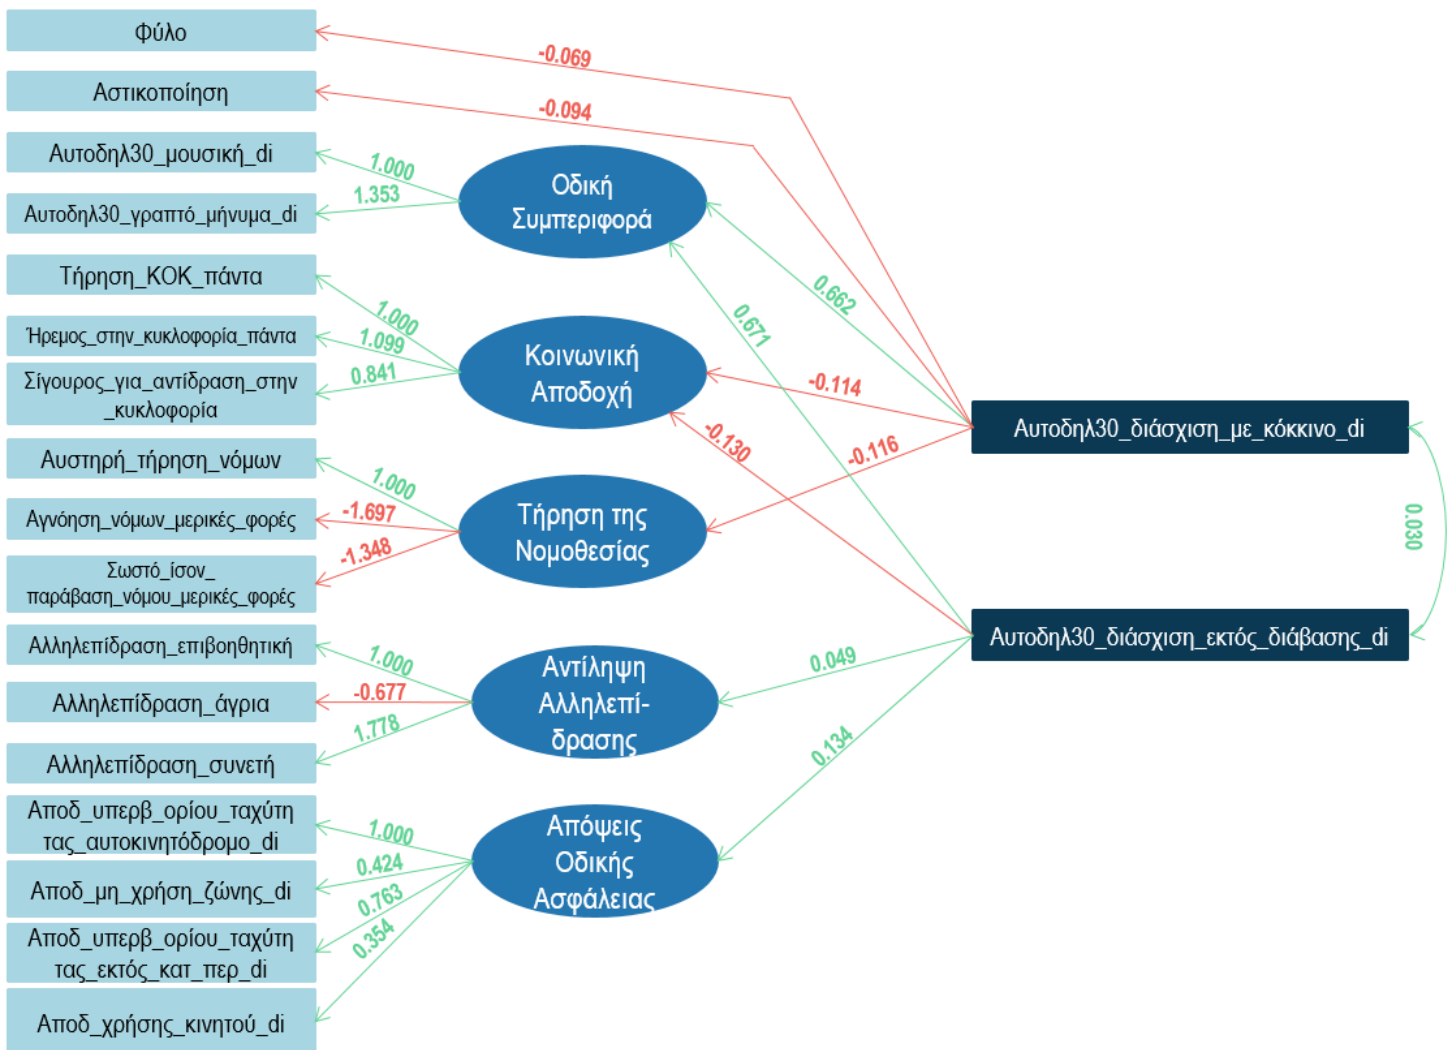 Φύλο
Αστικοποίηση
Αυτοδηλ30_μουσική_di
Αυτοδηλ30_γραπτό_μήνυμα_di
Τήρηση_ΚΟΚ_πάντα
Ήρεμος_στην_κυκλοφορία_πάντα
Σίγουρος_για_αντίδραση_στην
_κυκλοφορία
Αυστηρή_τήρηση_νόμων
Αγνόηση_νόμων_μερικές_φορές
Σωστό_ίσον_
παράβαση_νόμου_μερικές_φορές
Αλληλεπίδραση_επιβοηθητική
Αλληλεπίδραση_άγρια
Αλληλεπίδραση_συνετή
Αποδ_υπερβ_ορίου_ταχύτη
τας_αυτοκινητόδρομο_di
Αποδ_μη_χρήση_ζώνης_di
Αποδ_υπερβ_ορίου_ταχύτη
τας_εκτός_κατ_περ_di
Αποδ_χρήσης_κινητού_di
-0.069
-0.094
1.000
1.353
1.000
1.099
0.841
1.000
-1.697
-1.348
1.000
-0.677
1.778
1.000
0.424
0.763
0.354
Οδική
Συμπεριφορά
Κοινωνική
Αποδοχή
Τήρηση της
Νομοθεσίας
Αντίληψη
Αλληλεπί-
δρασης
Απόψεις
Οδικής
Ασφάλειας
0.662
0.671
-0.114
-0.130
-0.116
0.049
0.134
Αυτοδηλ30_διάσχιση_με_κόκκινο_di
Αυτοδηλ30_διάσχιση_εκτός_διάβασης_di
0.030